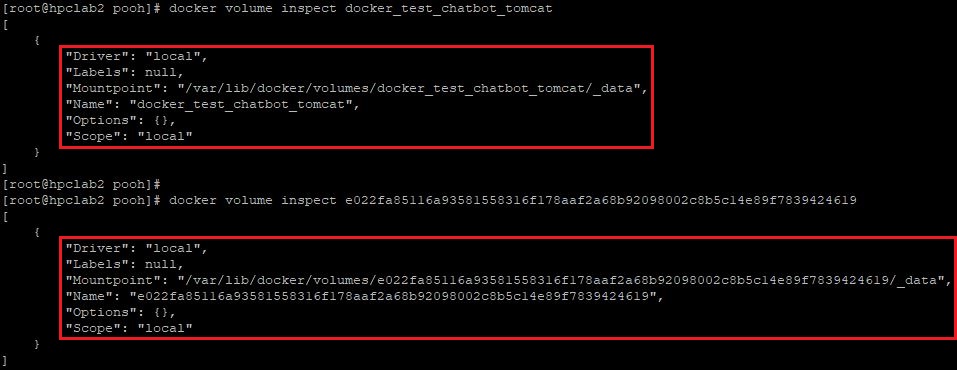 [root@hpclab2 pooh]# docker volume inspect docker_test_chatbot_tomcat
[
    {
        "Driver": "local",
        "Labels": null,
        "Mountpoint": "/var/lib/docker/volumes/docker_test_chatbot_tomcat/_data",
        "Name": "docker_test_chatbot_tomcat",
        "Options": {},
        "Scope": "local"
    }
]
[root@hpclab2 pooh]#
[root@hpclab2 pooh]# docker volume inspect e022fa85116a93581558316f178aaf2a68b92098002c8b5c14e89f7839424619
[
    {
        "Driver": "local",
        "Labels": null,
        "Mountpoint": "/var/lib/docker/volumes/e022fa85116a93581558316f178aaf2a68b92098002c8b5c14e89f7839424619/_data",
        "Name": "e022fa85116a93581558316f178aaf2a68b92098002c8b5c14e89f7839424619",
        "Options": {},
        "Scope": "local"
    }
]